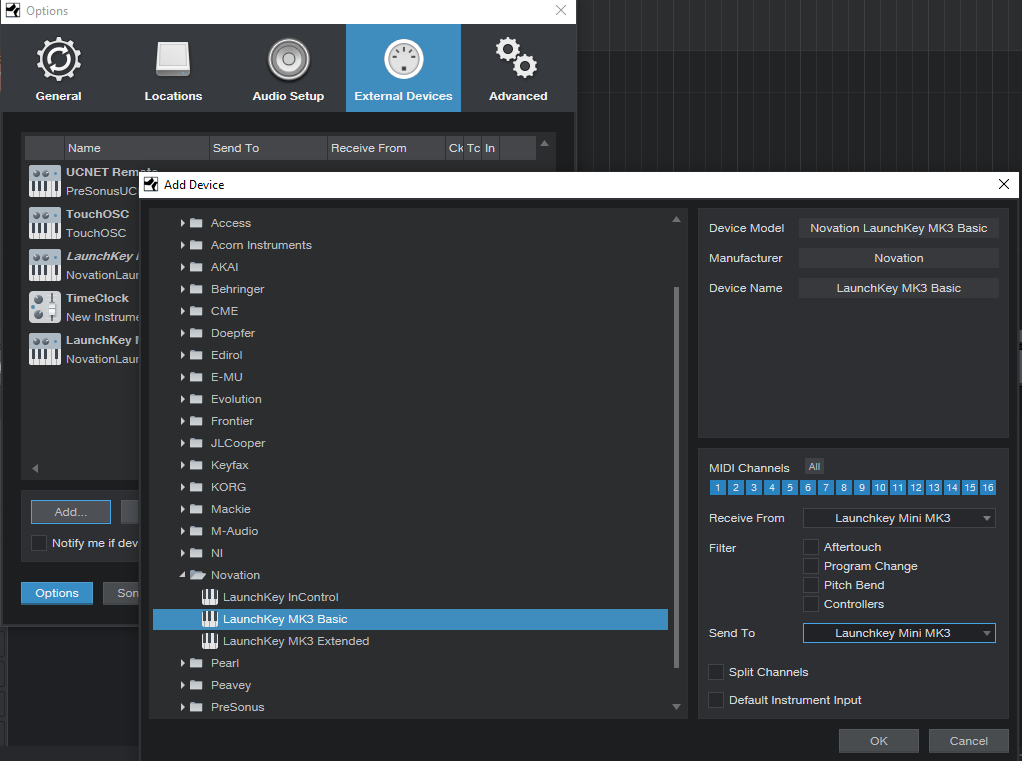 Options
General
Locations
Audio Setup
External Devices
Advanced
Name
Send To
Receive From
Ck
Tc
In
UCNET Remote
PreSonusUC
TouchOSC
TouchOSC
LaunchKey
NovationLaun
TimeClock
New Instrume
LaunchKey
NovationLaun
Add...
Notify me if dev
Options
Son
Add Device
Access
Acorn Instruments
AKAI
Behringer
CME
Doepfer
Edirol
E-MU
Evolution
Frontier
JLCooper
Keyfax
KORG
Mackie
M-Audio
NI
Novation
LaunchKey InControl
LaunchKey MK3 Basic
LaunchKey MK3 Extended
Pearl
Peavey
PreSonus
Device Model Novation LaunchKey MK3 Basic
Manufacturer Novation
Device Name LaunchKey MK3 Basic
MIDI Channels All
1 2 3 4 5 6 7 8 9 10 11 12 13 14 15 16
Receive From Launchkey Mini MK3
Filter Aftertouch
Program Change
Pitch Bend
Controllers
Send To Launchkey Mini MK3
Split Channels
Default Instrument Input
OK Cancel